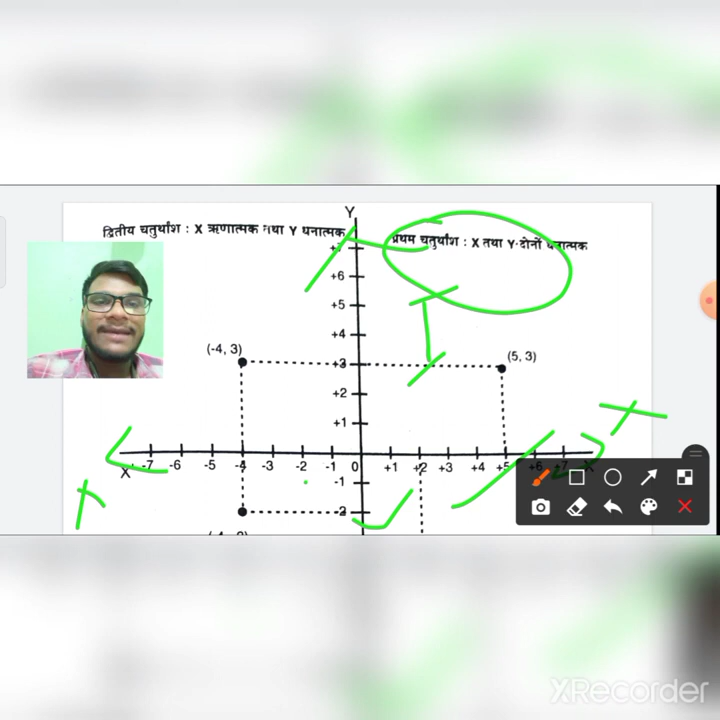 Y
द्वितीय चतुर्थांश : X ऋणात्मक तथा Y धनात्मक
प्रथम चतुर्थांश : X तथा Y दोनों धनात्मक
+7
+6
+5
+4
(-4, 3) +3 (5, 3)
+2
+1
X
-7 -6 -5 -4 -3 -2 -1 0 +1 +2 +3 +4 +5 +6 +7
X'
-1
-2
XRecorder